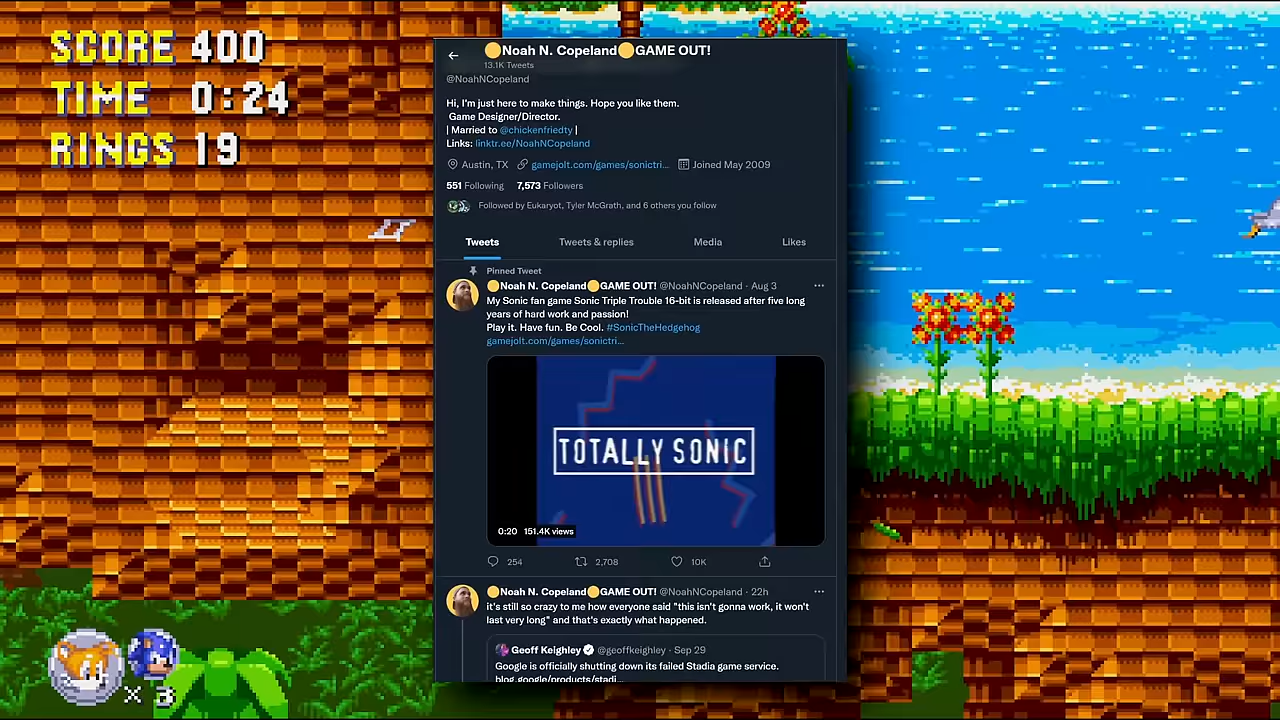 SCORE 400
TIME 0:24
RINGS 19
Noah N. Copeland GAME OUT!
13.1K Tweets
@NoahNCopeland
Hi, I'm just here to make things. Hope you like them.
Game Designer/Director.
| Married to @chickenfriedty |
Links: linktr.ee/NoahNCopeland
Austin, TX gamejolt.com/games/sonictri... Joined May 2009
551 Following 7,573 Followers
Followed by Eukaryot, Tyler McGrath, and 6 others you follow
Tweets Tweets & replies Media Likes
Pinned Tweet
Noah N. Copeland GAME OUT! @NoahNCopeland · Aug 3
My Sonic fan game Sonic Triple Trouble 16-bit is released after five long
years of hard work and passion!
Play it. Have fun. Be Cool. #SonicTheHedgehog
gamejolt.com/games/sonictri...
TOTALLY SONIC
0:20 151.4K views
254 2,708 10K
Noah N. Copeland GAME OUT! @NoahNCopeland · 22h
it's still so crazy to me how everyone said "this isn't gonna work, it won't
last very long" and that's exactly what happened.
Geoff Keighley @geoffkeighley · Sep 29
Google is officially shutting down its failed Stadia game service.
blog.google/products/stadi...
X 3